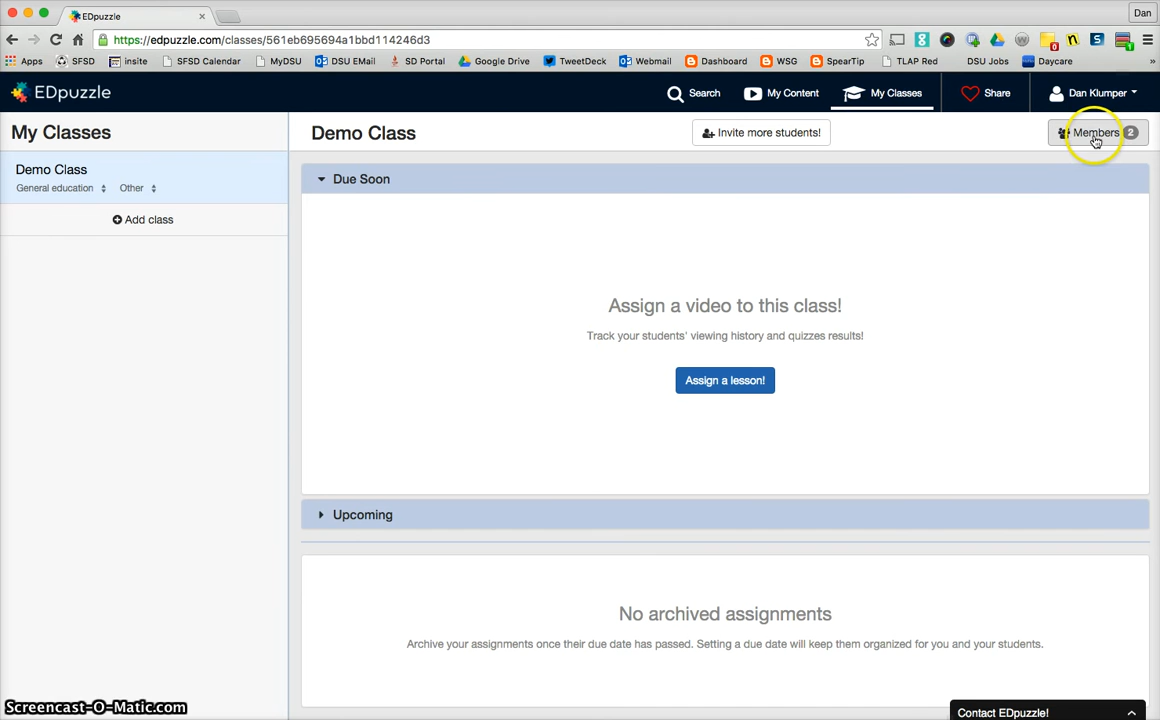 EDpuzzle
Dan
https://edpuzzle.com/classes/561eb695694a1bbd114246d3
Apps SFSD insite SFSD Calendar MyDSU DSU EMail SD Portal Google Drive TweetDeck Webmail Dashboard WSG SpearTip TLAP Red DSU Jobs Daycare »
EDpuzzle Search My Content My Classes Share Dan Klumper
My Classes
Demo Class
General education Other
Add class
Demo Class Invite more students! Members 2
Due Soon
Assign a video to this class!
Track your students' viewing history and quizzes results!
Assign a lesson!
Upcoming
No archived assignments
Archive your assignments once their due date has passed. Setting a due date will keep them organized for you and your students.
Screencast-O-Matic.com
Contact EDpuzzle!